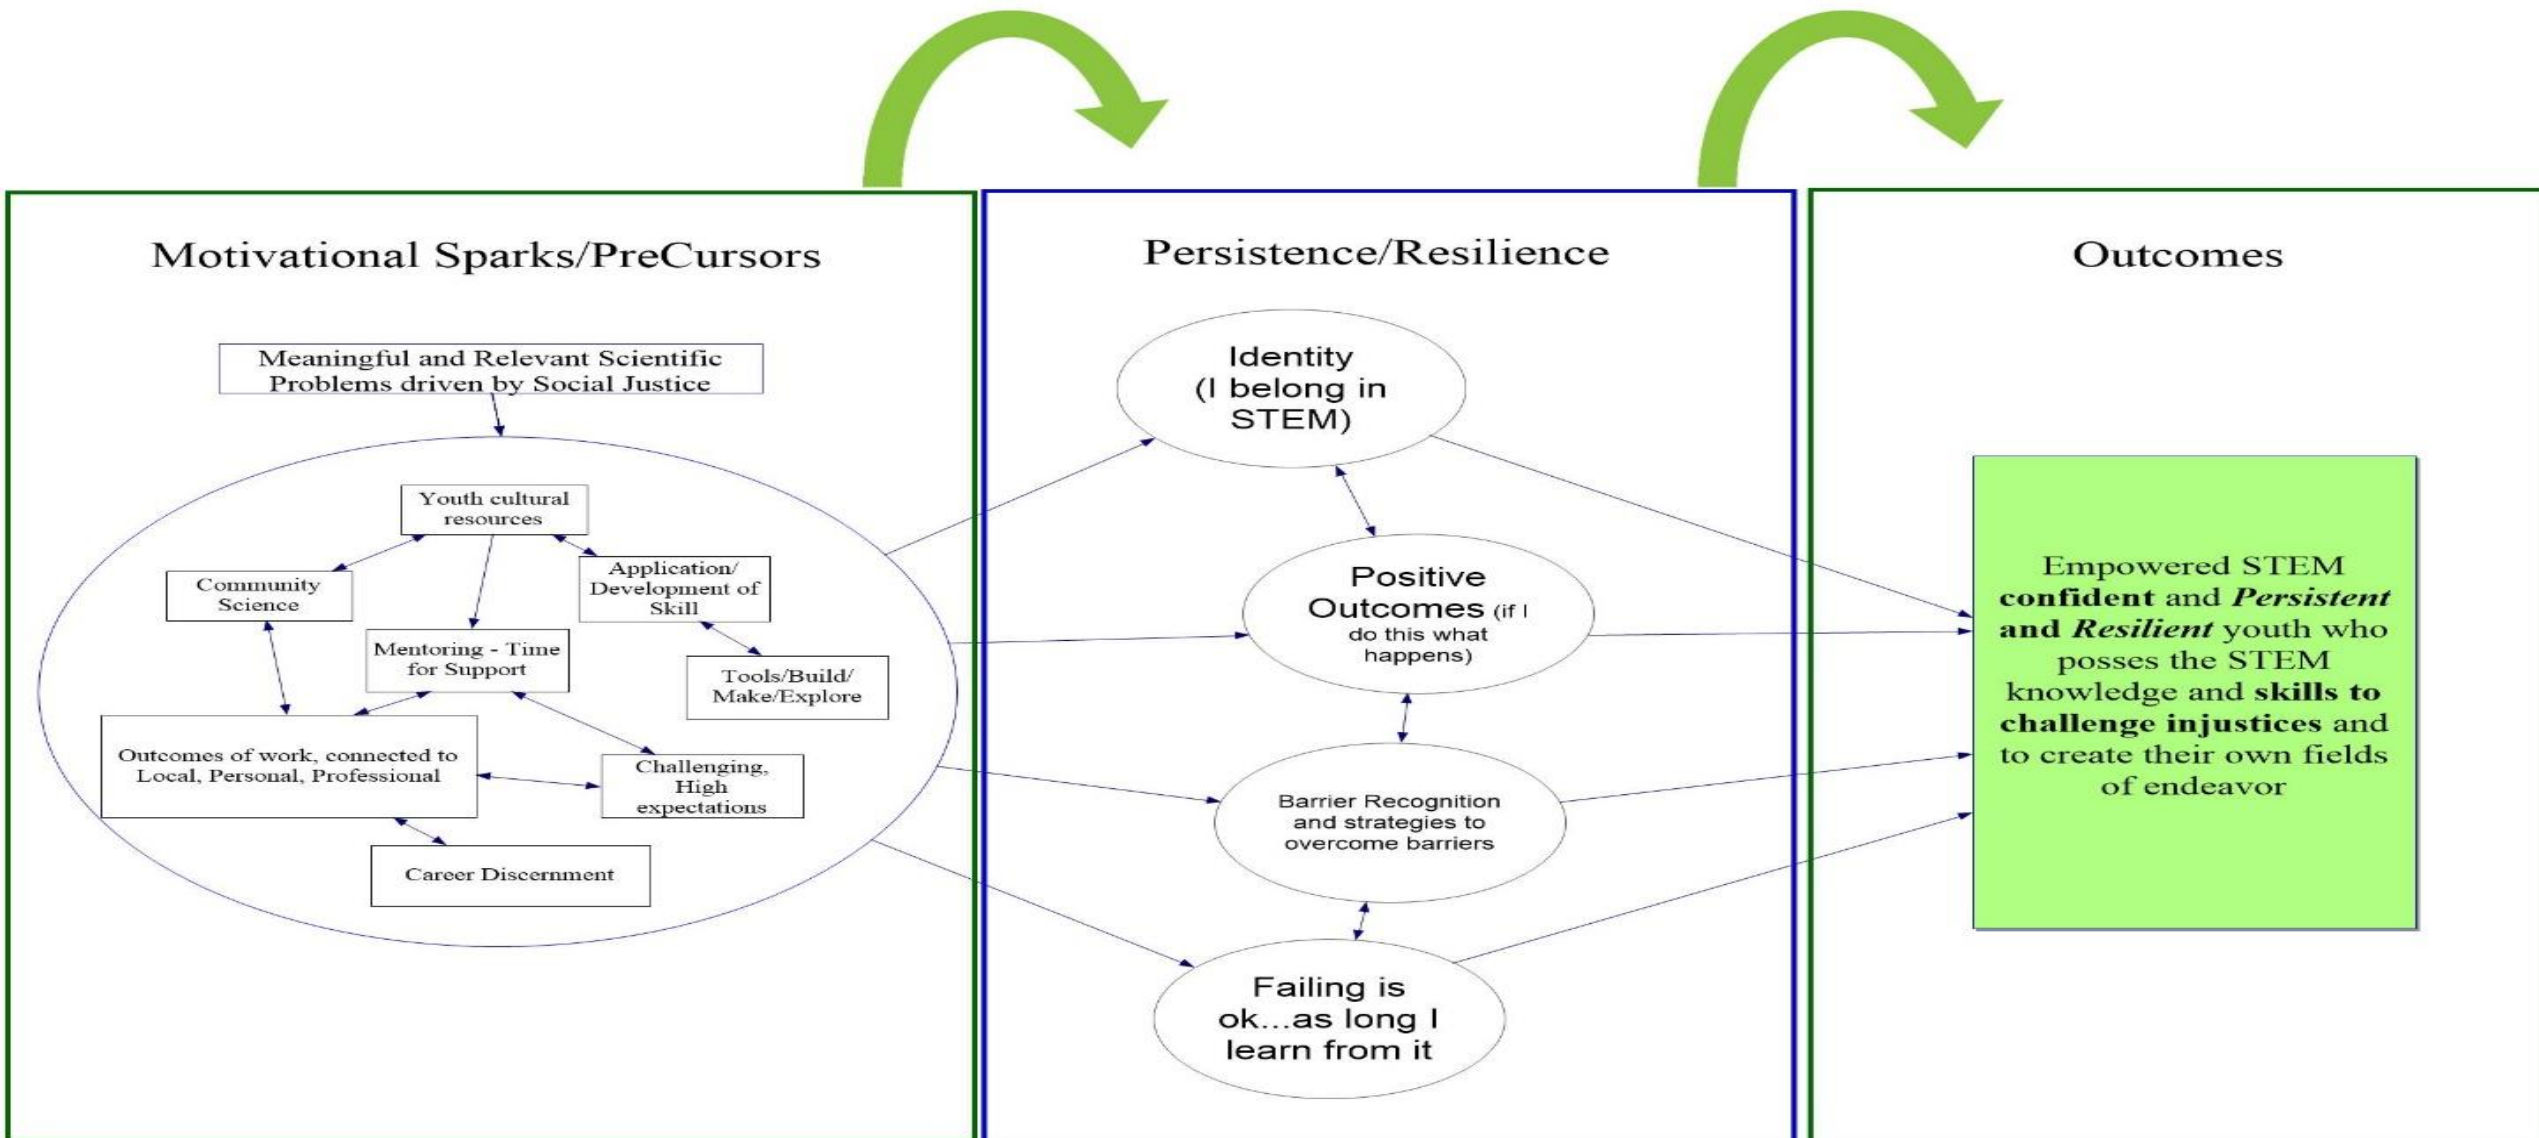 Motivational Sparks/PreCursors
Meaningful and Relevant Scientific
Problems driven by Social Justice
Youth cultural
resources
Community
Science
Application/
Development of
Skill
Mentoring - Time
for Support
Tools/Build/
Make/Explore
Outcomes of work, connected to
Local, Personal, Professional
Challenging,
High
expectations
Career Discernment
Persistence/Resilience
Identity
(I belong in
STEM)
Positive
Outcomes (if I
do this what
happens)
Barrier Recognition
and strategies to
overcome barriers
Failing is
ok...as long I
learn from it
Outcomes
Empowered STEM
confident and Persistent
and Resilient youth who
posses the STEM
knowledge and skills to
challenge injustices and
to create their own fields
of endeavor